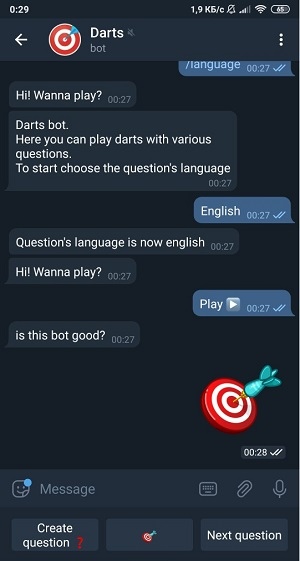 0:29
1,9 КБ/с
65
Darts
bot
/language 00:27
Hi! Wanna play? 00:27
Darts bot.
Here you can play darts with various
questions.
To start choose the question's language
00:27
English 00:27
Question's language is now english 00:27
Hi! Wanna play? 00:27
Play ▶️ 00:27
is this bot good? 00:27
00:28
Message
Create
question ❓
Next question